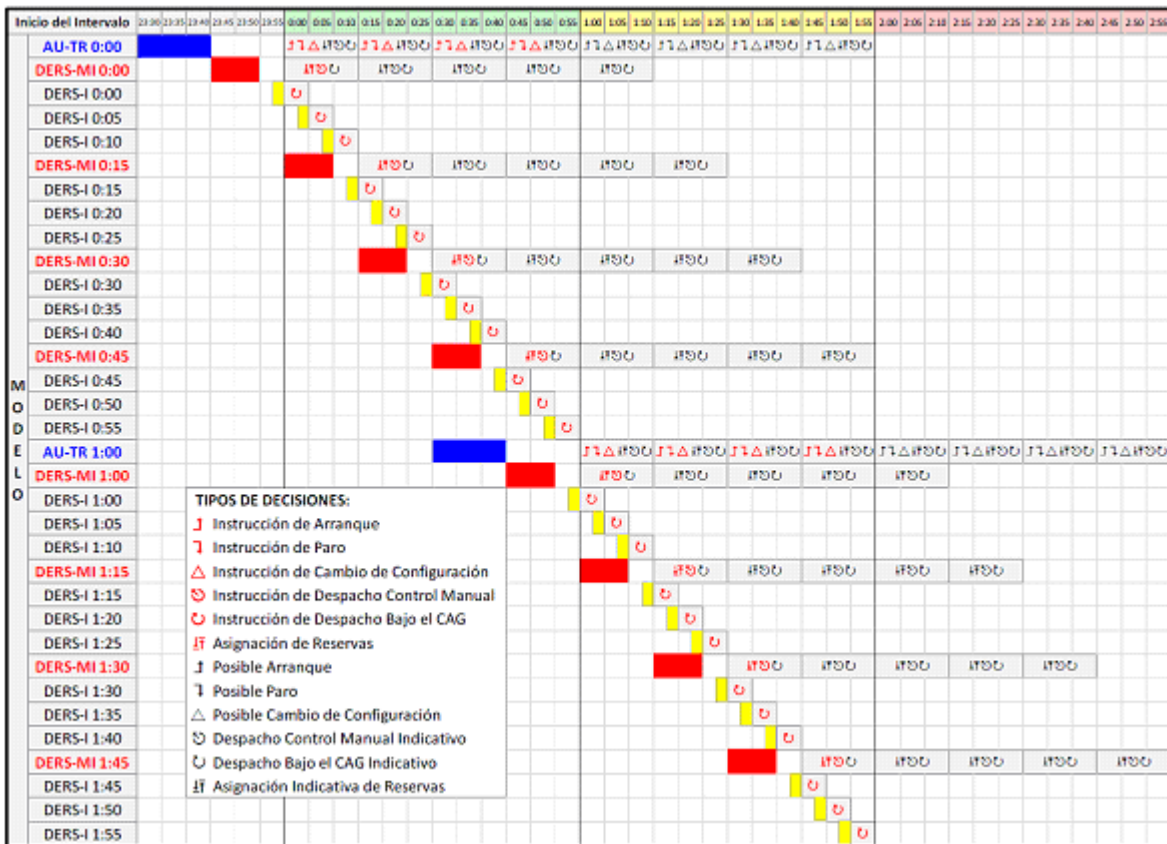 Inicio del Intervalo 23:30 23:35 23:40 23:45 23:50 23:55 0:00 0:05 0:10 0:15 0:20 0:25 0:30 0:35 0:40 0:45 0:50 0:55 1:00 1:05 1:10 1:15 1:20 1:25 1:30 1:35 1:40 1:45 1:50 1:55 2:00 2:05 2:10 2:15 2:20 2:25 2:30 2:35 2:40 2:45 2:50 2:55
MODELO
AU-TR 0:00
DERS-MI 0:00
DERS-I 0:00
DERS-I 0:05
DERS-I 0:10
DERS-MI 0:15
DERS-I 0:15
DERS-I 0:20
DERS-I 0:25
DERS-MI 0:30
DERS-I 0:30
DERS-I 0:35
DERS-I 0:40
DERS-MI 0:45
DERS-I 0:45
DERS-I 0:50
DERS-I 0:55
AU-TR 1:00
DERS-MI 1:00
DERS-I 1:00
DERS-I 1:05
DERS-I 1:10
DERS-MI 1:15
DERS-I 1:15
DERS-I 1:20
DERS-I 1:25
DERS-MI 1:30
DERS-I 1:30
DERS-I 1:35
DERS-I 1:40
DERS-MI 1:45
DERS-I 1:45
DERS-I 1:50
DERS-I 1:55
TIPOS DE DECISIONES:
Instrucción de Arranque
Instrucción de Paro
Instrucción de Cambio de Configuración
Instrucción de Despacho Control Manual
Instrucción de Despacho Bajo el CAG
Asignación de Reservas
Posible Arranque
Posible Paro
Posible Cambio de Configuración
Despacho Control Manual Indicativo
Despacho Bajo el CAG Indicativo
Asignación Indicativa de Reservas